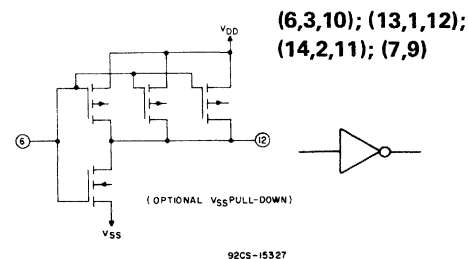 (6,3,10); (13,1,12);
(14,2,11); (7,9)
VDD
6
12
(OPTIONAL VSS PULL-DOWN)
VSS
92CS-15327